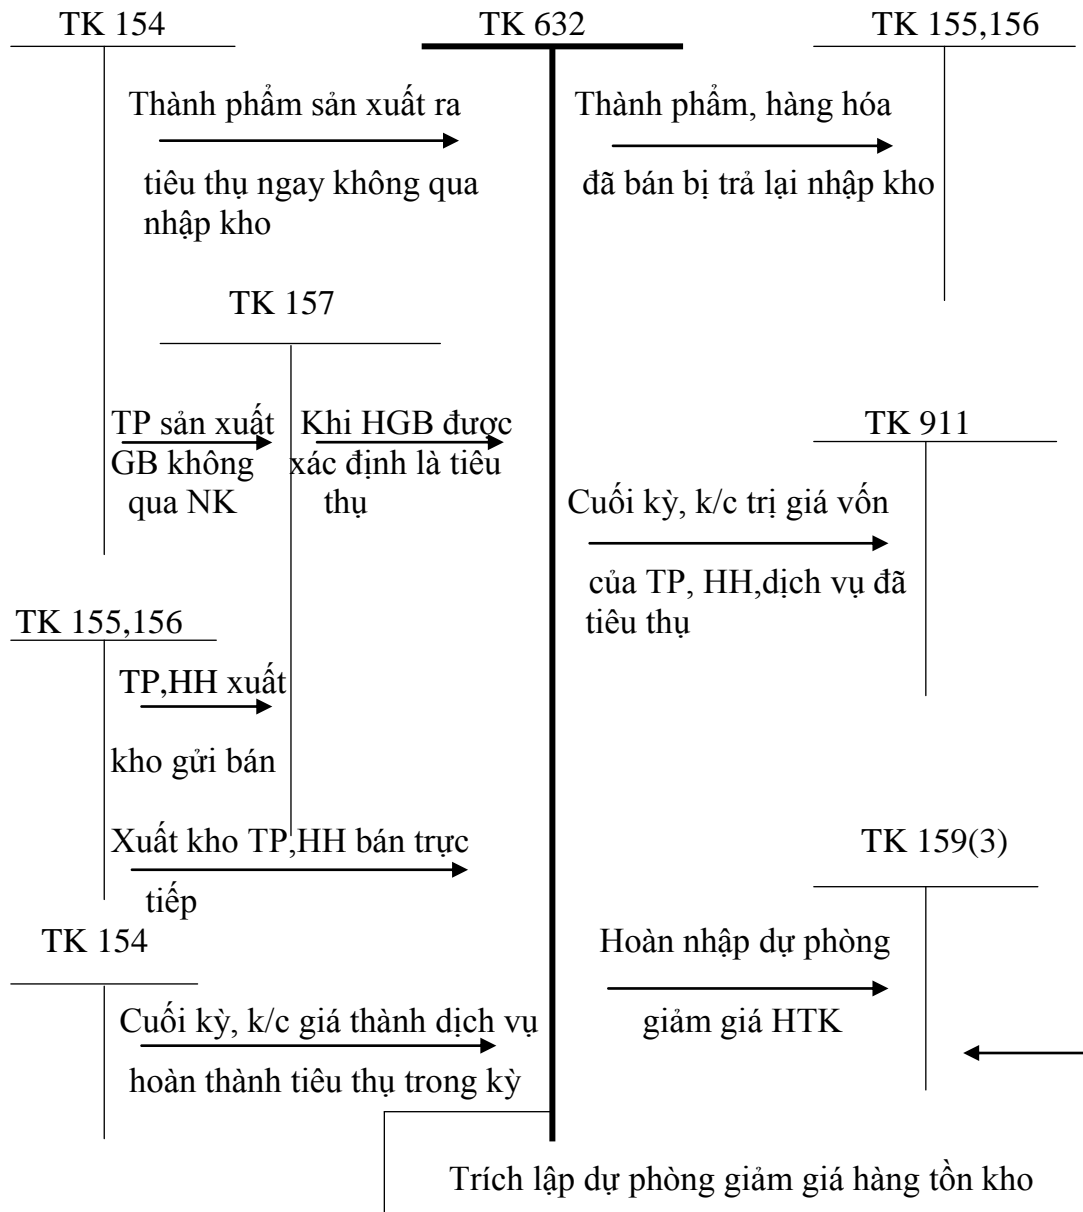 TK 154
TK 632
TK 155,156
Thành phẩm sản xuất ra
tiêu thụ ngay không qua
nhập kho
Thành phẩm, hàng hóa
đã bán bị trả lại nhập kho
TK 157
TP sản xuất
GB không
qua NK
Khi HGB được
xác định là tiêu
thụ
TK 911
Cuối kỳ, k/c trị giá vốn
của TP, HH,dịch vụ đã
tiêu thụ
TK 155,156
TP,HH xuất
kho gửi bán
Xuất kho TP,HH bán trực
tiếp
TK 159(3)
TK 154
Hoàn nhập dự phòng
giảm giá HTK
Cuối kỳ, k/c giá thành dịch vụ
hoàn thành tiêu thụ trong kỳ
Trích lập dự phòng giảm giá hàng tồn kho